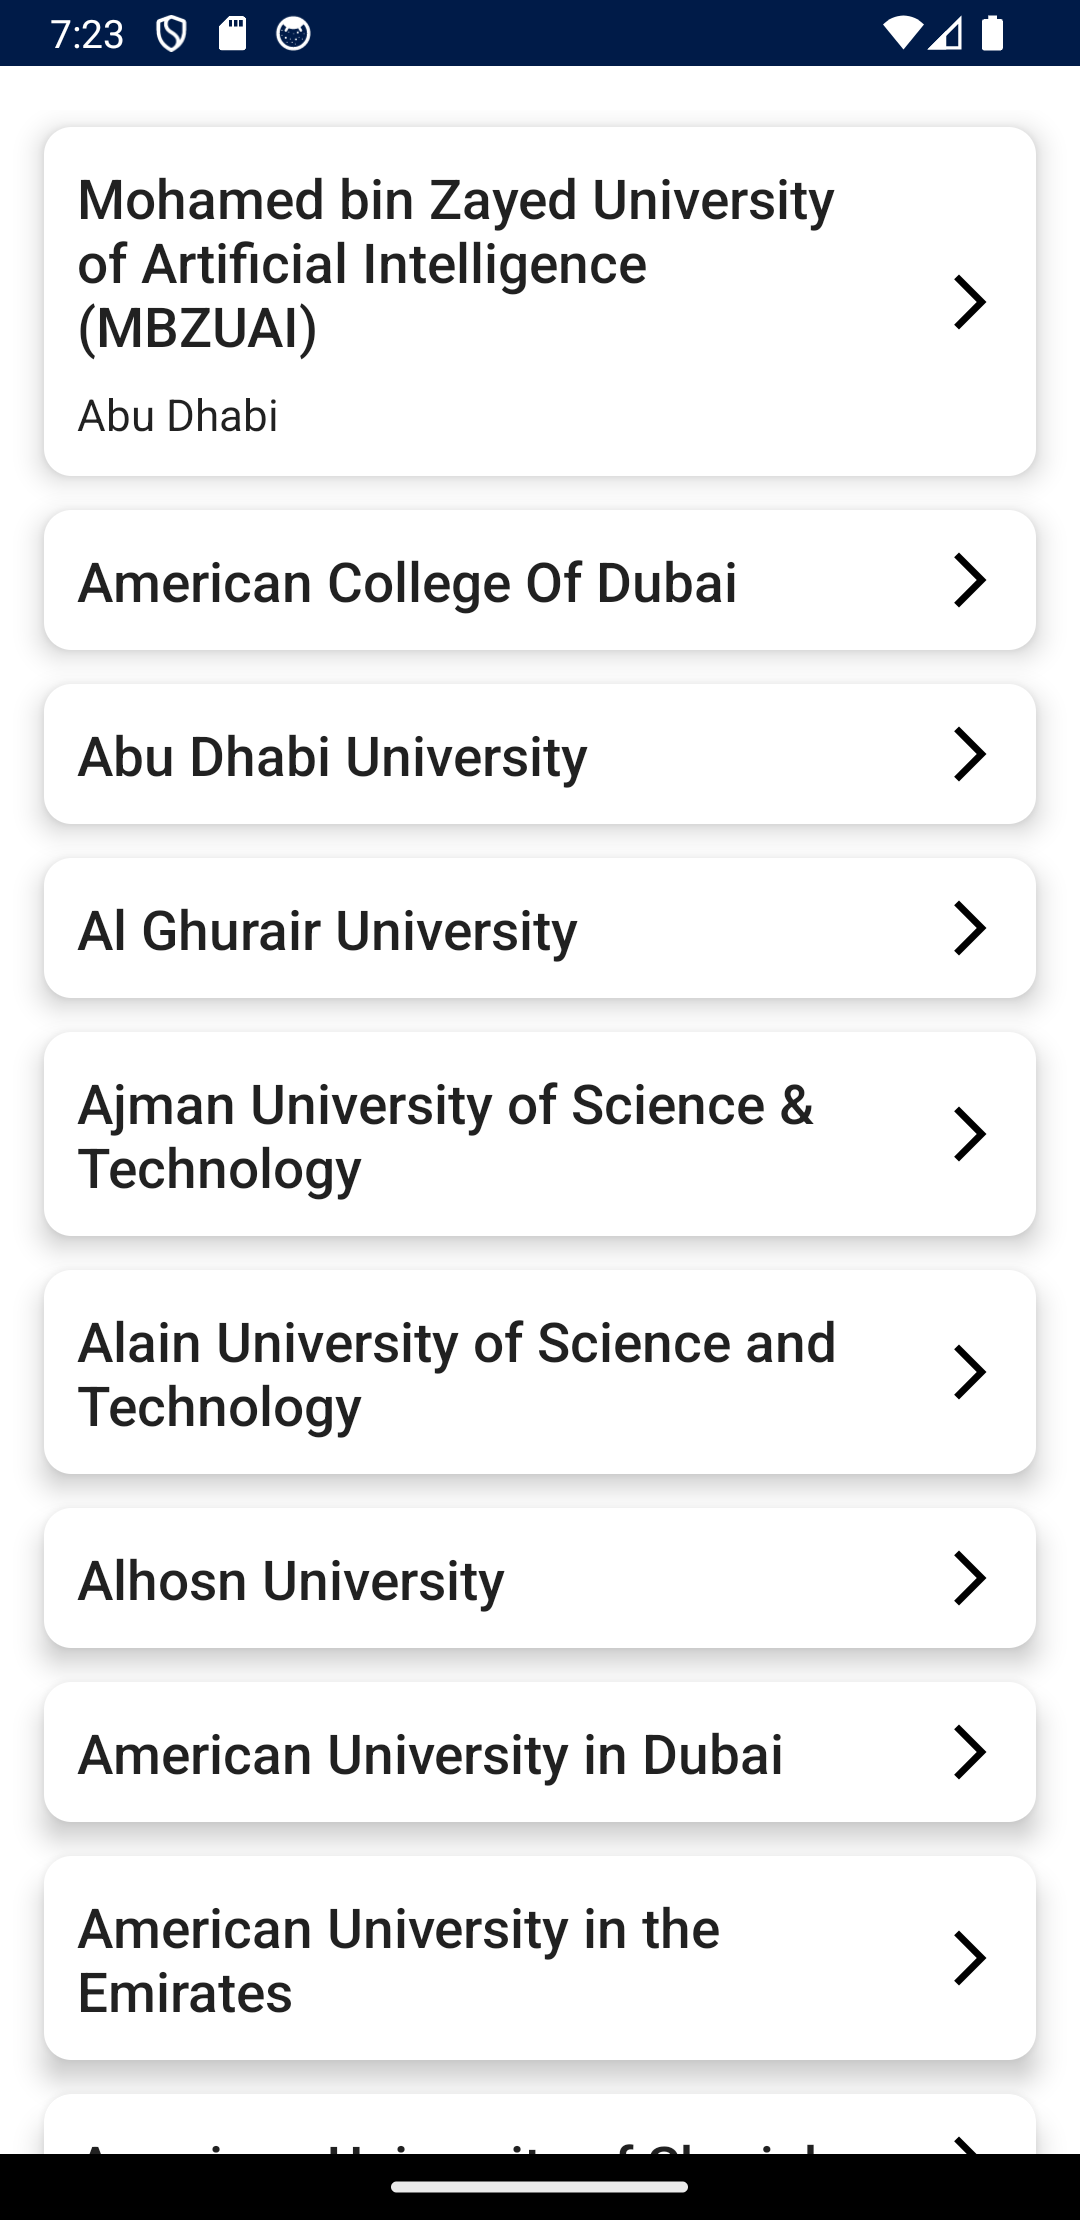 7:23
Mohamed bin Zayed University
of Artificial Intelligence
(MBZUAI)
Abu Dhabi
American College Of Dubai
Abu Dhabi University
Al Ghurair University
Ajman University of Science &
Technology
Alain University of Science and
Technology
Alhosn University
American University in Dubai
American University in the
Emirates